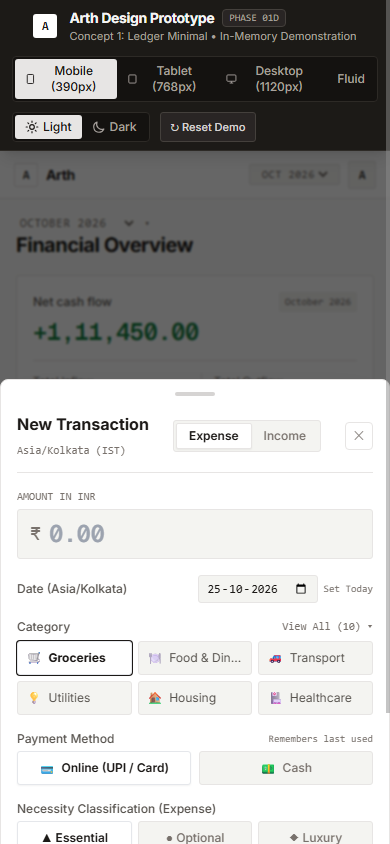 A Arth Design Prototype PHASE 01D
Concept 1: Ledger Minimal • In-Memory Demonstration
Mobile (390px) Tablet (768px) Desktop (1120px) Fluid
Light Dark ↻ Reset Demo
A Arth OCT 2026 A
OCTOBER 2026
Financial Overview
Net cash flow October 2026
+1,11,450.00
New Transaction Expense Income
Asia/Kolkata (IST)
AMOUNT IN INR
₹ 0.00
Date (Asia/Kolkata) 25-10-2026 Set Today
Category View All (10) ▾
Groceries Food & Din... Transport
Utilities Housing Healthcare
Payment Method Remembers last used
Online (UPI / Card) Cash
Necessity Classification (Expense)
▲ Essential ● Optional ◆ Luxury